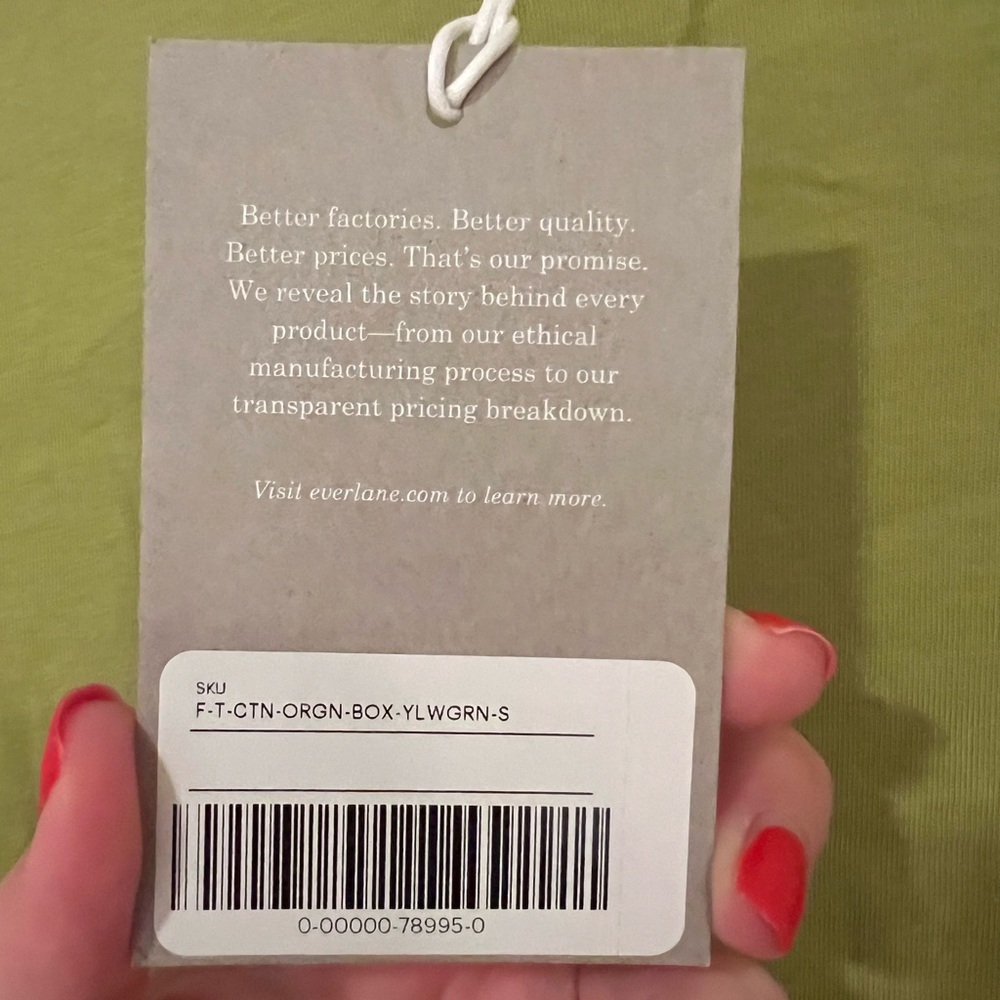 Better factories. Better quality.
Better prices. That's our promise.
We reveal the story behind every
product—from our ethical
manufacturing process to our
transparent pricing breakdown.
Visit everlane.com to learn more.
SKU
F-T-CTN-ORGN-BOX-YLWGRN-S
0-00000-78995-0